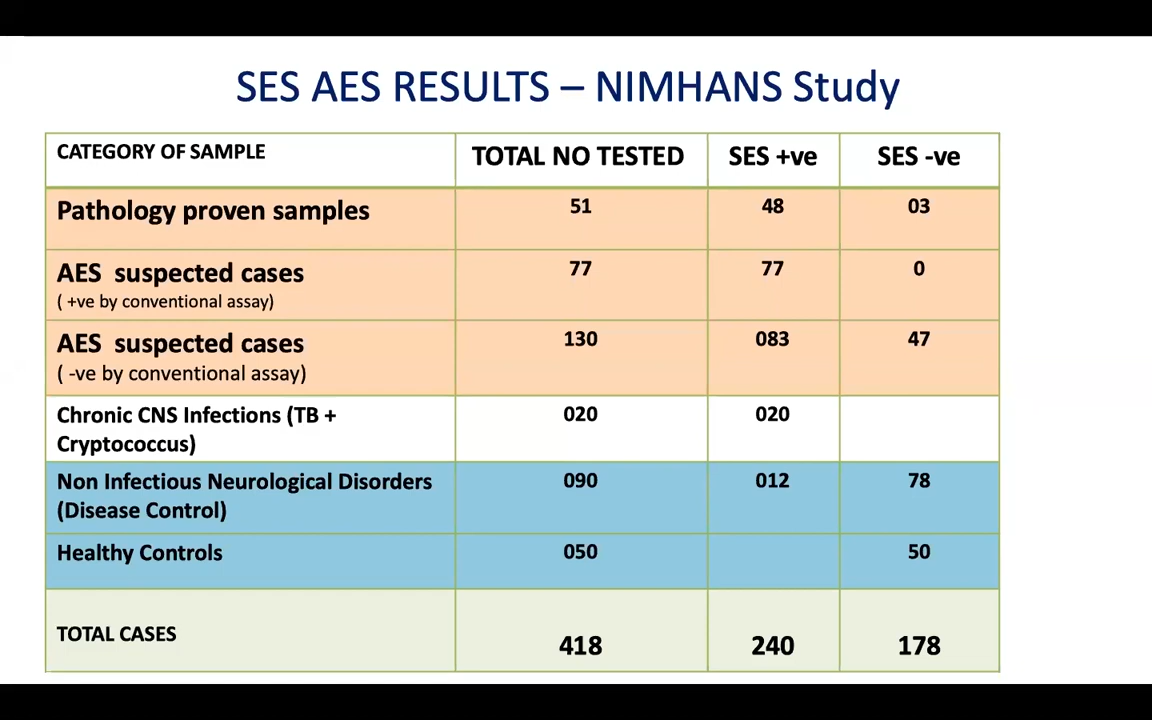 SES AES RESULTS – NIMHANS Study
CATEGORY OF SAMPLE TOTAL NO TESTED SES +ve SES -ve
Pathology proven samples 51 48 03
AES suspected cases 77 77 0
( +ve by conventional assay)
AES suspected cases 130 083 47
( -ve by conventional assay)
Chronic CNS Infections (TB + 020 020
Cryptococcus)
Non Infectious Neurological Disorders 090 012 78
(Disease Control)
Healthy Controls 050 50
TOTAL CASES 418 240 178